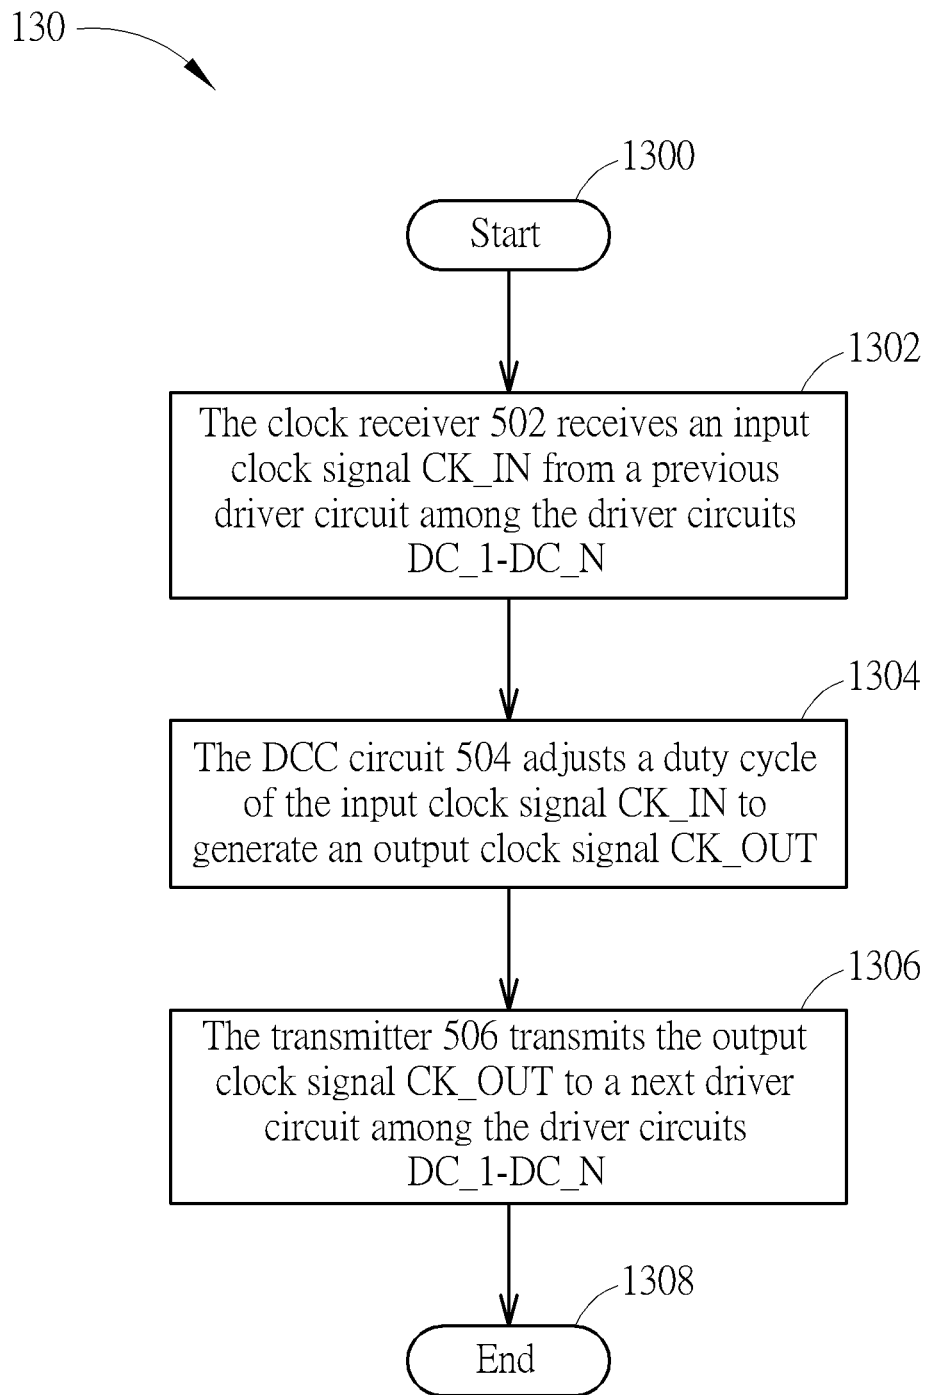 130
1300
Start
1302
The clock receiver 502 receives an input
clock signal CK_IN from a previous
driver circuit among the driver circuits
DC_1-DC_N
1304
The DCC circuit 504 adjusts a duty cycle
of the input clock signal CK_IN to
generate an output clock signal CK_OUT
1306
The transmitter 506 transmits the output
clock signal CK_OUT to a next driver
circuit among the driver circuits
DC_1-DC_N
1308
End